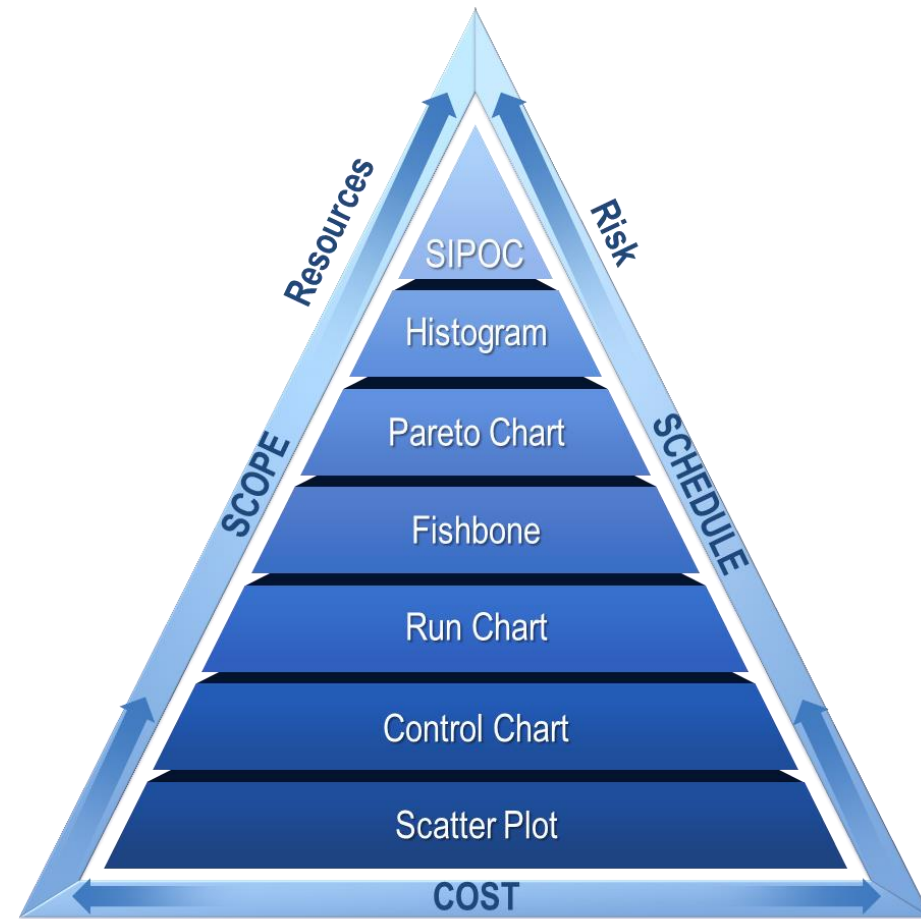 Resources
Risk
SIPOC
Histogram
Pareto Chart
SCOPE
SCHEDULE
Fishbone
Run Chart
Control Chart
Scatter Plot
COST